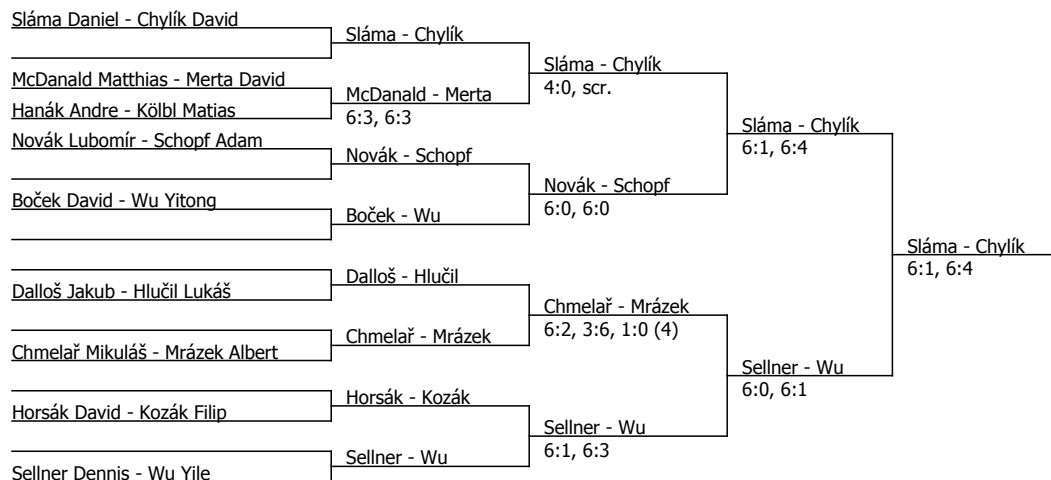 Sláma Daniel - Chylík David
McDanald Matthias - Merta David
Hanák Andre - Kölbl Matias
Novák Lubomír - Schopf Adam
Boček David - Wu Yitong
Dalloš Jakub - Hlučil Lukáš
Chmelař Mikuláš - Mrázek Albert
Horsák David - Kozák Filip
Sellner Dennis - Wu Yile
Sláma - Chylík
McDanald - Merta
6:3, 6:3
Novák - Schopf
Boček - Wu
Dalloš - Hlučil
Chmelař - Mrázek
Horsák - Kozák
Sellner - Wu
Sláma - Chylík
4:0, scr.
Novák - Schopf
6:0, 6:0
Chmelař - Mrázek
6:2, 3:6, 1:0 (4)
Sellner - Wu
6:1, 6:3
Sláma - Chylík
6:1, 6:4
Sellner - Wu
6:0, 6:1
Sláma - Chylík
6:1, 6:4